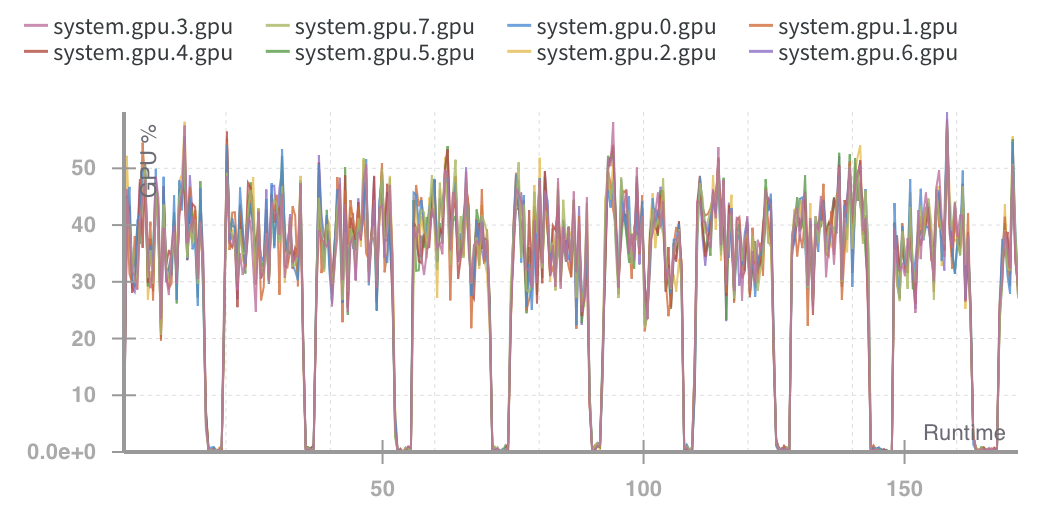 system.gpu.3.gpu system.gpu.7.gpu system.gpu.0.gpu system.gpu.1.gpu
system.gpu.4.gpu system.gpu.5.gpu system.gpu.2.gpu system.gpu.6.gpu
GPU %
50
40
30
20
10
0.0e+0
Runtime
50 100 150